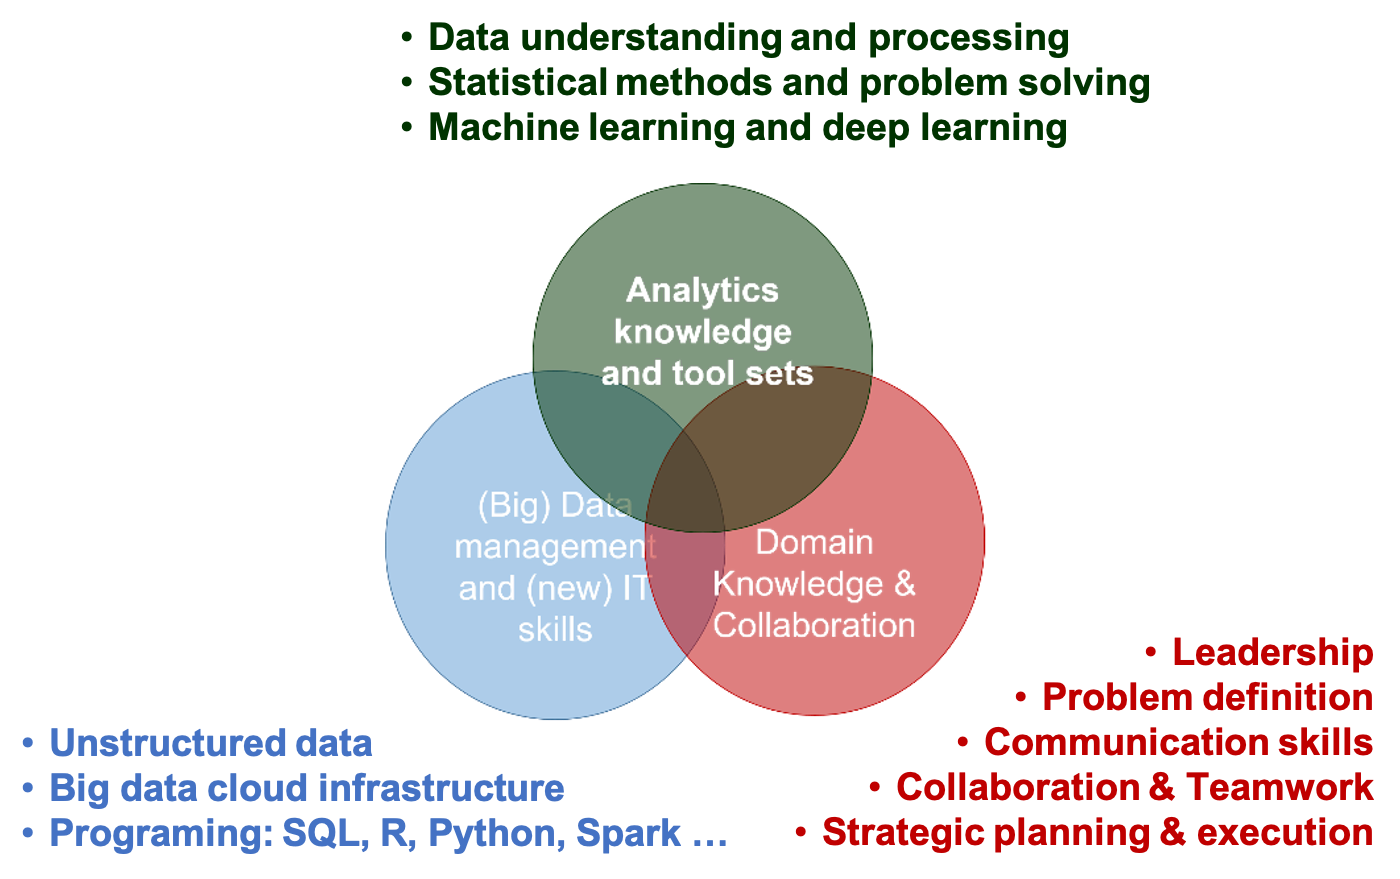 • Data understanding and processing
• Statistical methods and problem solving
• Machine learning and deep learning
Analytics
knowledge
and tool sets
(Big) Data
management
and (new) IT
skills
Domain
Knowledge &
Collaboration
• Unstructured data
• Big data cloud infrastructure
• Programing: SQL, R, Python, Spark …
• Leadership
• Problem definition
• Communication skills
• Collaboration & Teamwork
• Strategic planning & execution